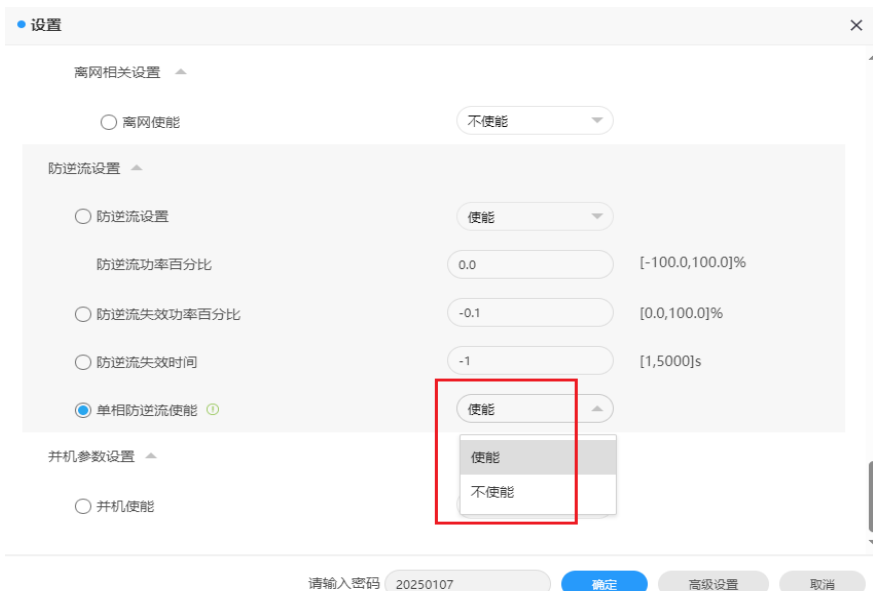 设置
离网相关设置
离网使能 不使能
防逆流设置
防逆流设置 使能
防逆流功率百分比 0.0 [-100.0,100.0]%
防逆流失效功率百分比 -0.1 [0.0,100.0]%
防逆流失效时间 -1 [1,5000]s
单相防逆流使能 使能
使能
并机参数设置
不使能
并机使能
请输入密码 20250107 确定 高级设置 取消